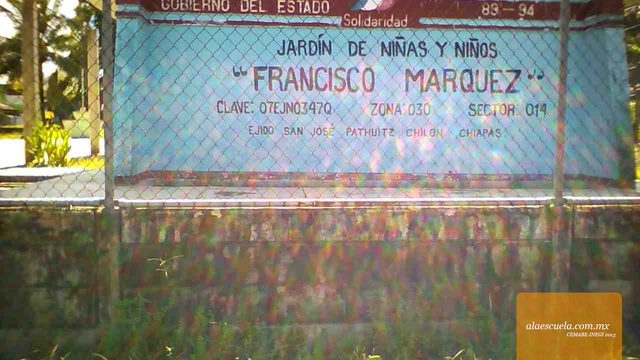 GOBIERNO DEL ESTADO
Solidaridad
89--94
JARDÍN DE NIÑAS Y NIÑOS
"FRANCISCO MARQUEZ"
CLAVE: 07EJN0347Q ZONA: 030 SECTOR: 014
EJIDO SAN JOSÉ PATHUITZ CHILON, CHIAPAS.
alaescuela.com.mx
CEMABE-INEGI 2013